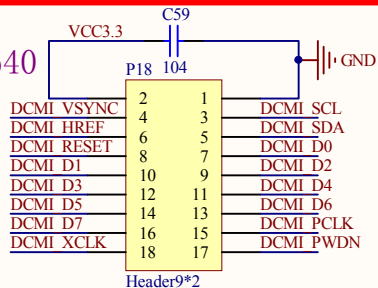 C59
VCC3.3
GND
640
P18 104
2 1
DCMI_VSYNC 4 3 DCMI_SCL
DCMI_HREF 6 5 DCMI_SDA
DCMI_RESET 8 7 DCMI_D0
DCMI_D1 10 9 DCMI_D2
DCMI_D3 12 11 DCMI_D4
DCMI_D5 14 13 DCMI_D6
DCMI_D7 16 15 DCMI_PCLK
DCMI_XCLK 18 17 DCMI_PWDN
Header9*2